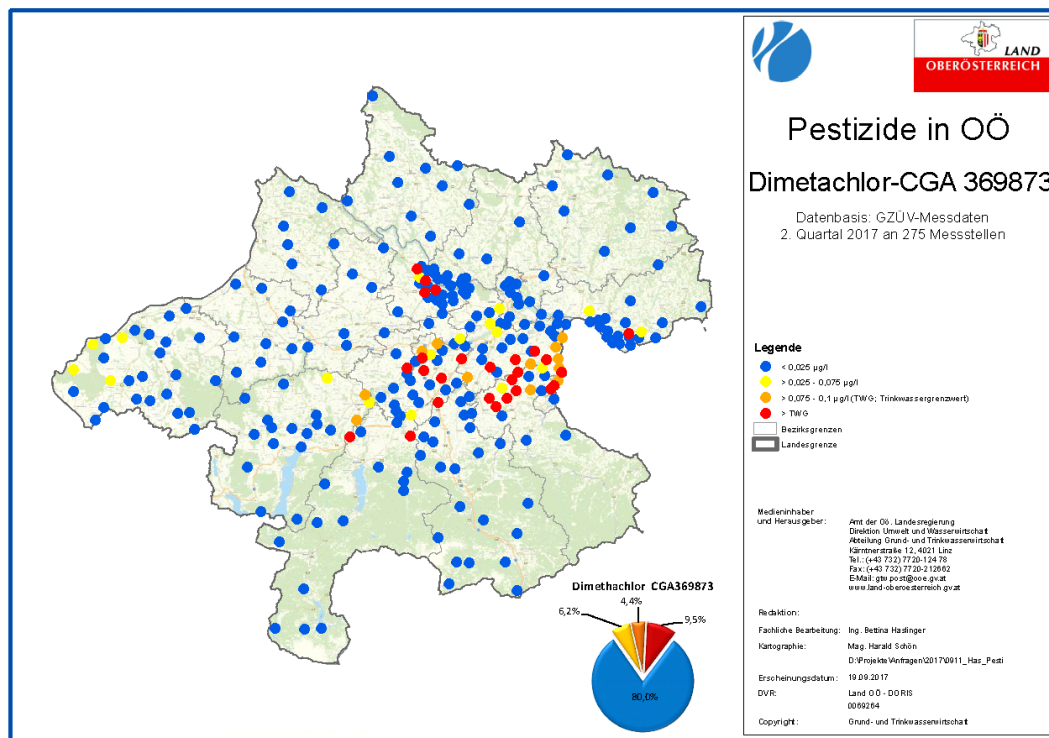 LAND
OBERÖSTERREICH
Pestizide in OÖ
Dimetachlor-CGA 369873
Datenbasis: GZÜV-Messdaten
2. Quartal 2017 an 275 Messstellen
Legende
< 0,025 µg/l
> 0,025 - 0,075 µg/l
> 0,075 - 0,1 µg/l (TWG; Trinkwassergrenzwert)
> TWG
Bezirksgrenzen
Landesgrenze
Medieninhaber
und Herausgeber:
Amt der Oö. Landesregierung
Direktion Umwelt und Wasserwirtschaft
Abteilung Grund- und Trinkwasserwirtschaft
Kärntnerstraße 12, 4021 Linz
Tel.: (+43 732) 7720-124 78
Fax: (+43 732) 7720-212662
E-Mail: gtw.post@ooe.gv.at
www.land-oberoesterreich.gv.at
Redaktion:
Fachliche Bearbeitung: Ing. Bettina Haslinger
Kartographie: Mag. Harald Schön
D:\Projekte\Anfragen\2017\0911_Has_Pesti
Erscheinungsdatum: 19.09.2017
DVR: Land OÖ - DORIS
0069264
Copyright: Grund- und Trinkwasserwirtschaft
Dimethachlor CGA369873
6,2%
4,4%
9,5%
80,0%